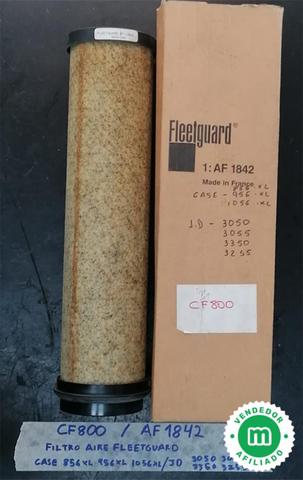 Fleetguard®
1: AF 1842
Made in France
856 XL
CASE - 956 XL
1056 XL
J.D - 3050
3055
3350
3255
CF800
CF800 / AF1842
FILTRO AIRE FLEETGUARD
CASE 856XL 956XL 1056XL/JD
3050
3350
VENDEDOR
m
AFILIADO